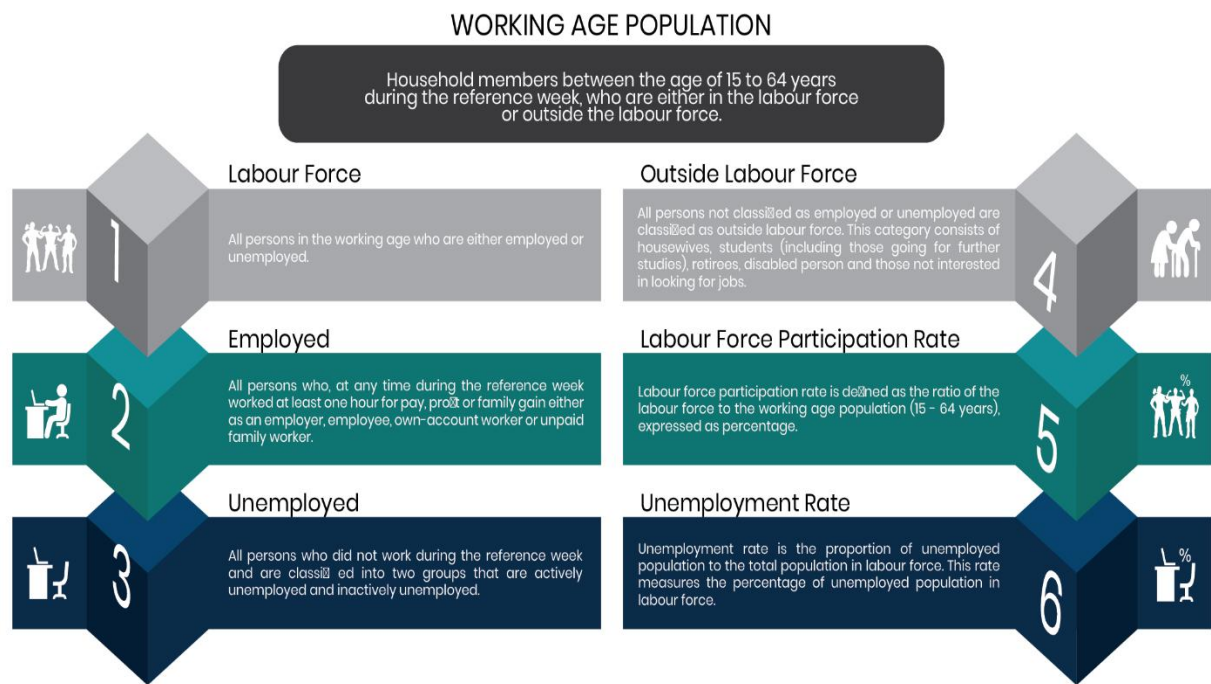 WORKING AGE POPULATION
Household members between the age of 15 to 64 years
during the reference week, who are either in the labour force
or outside the labour force.
Labour Force
1
All persons in the working age who are either employed or
unemployed.
Employed
2
All persons who, at any time during the reference week
worked at least one hour for pay, pro�t or family gain either
as an employer, employee, own-account worker or unpaid
family worker.
Unemployed
3
All persons who did not work during the reference week
and are classi� ed into two groups that are actively
unemployed and inactively unemployed.
Outside Labour Force
All persons not classi�ed as employed or unemployed are
classi�ed as outside labour force. This category consists of
housewives, students (including those going for further
studies), retirees, disabled person and those not interested
in looking for jobs.
4
Labour Force Participation Rate
Labour force participation rate is de�ned as the ratio of the
labour force to the working age population (15 - 64 years),
expressed as percentage.
5
%
Unemployment Rate
Unemployment rate is the proportion of unemployed
population to the total population in labour force. This rate
measures the percentage of unemployed population in
labour force.
6
%